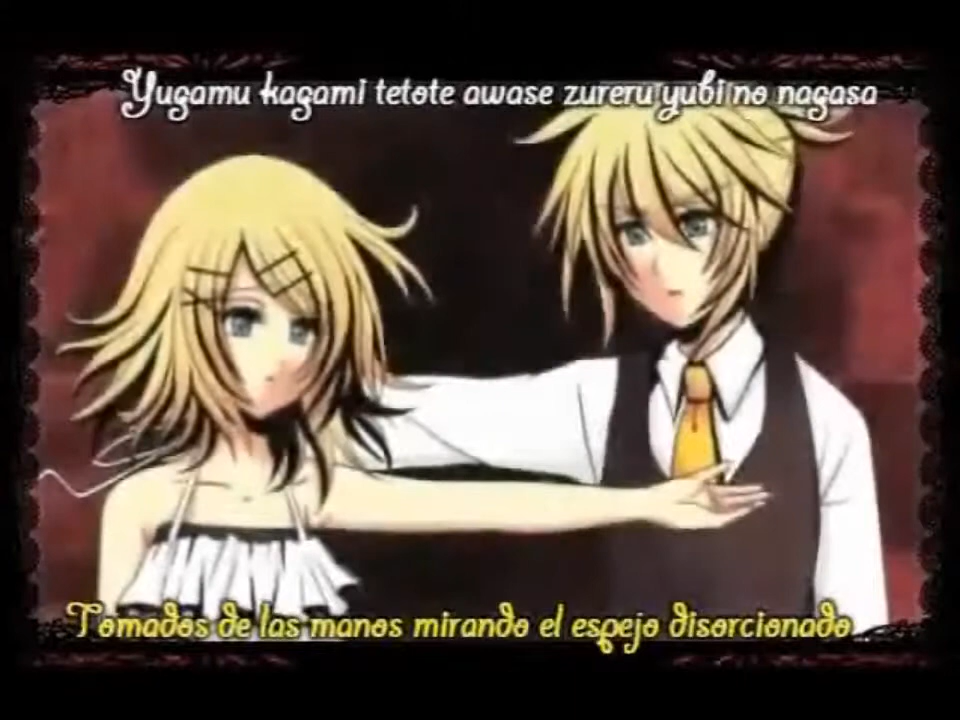 Yugamu kagami tetote awase zureru yubi no nagasa
Tomados de las manos mirando el espejo disorcionado...